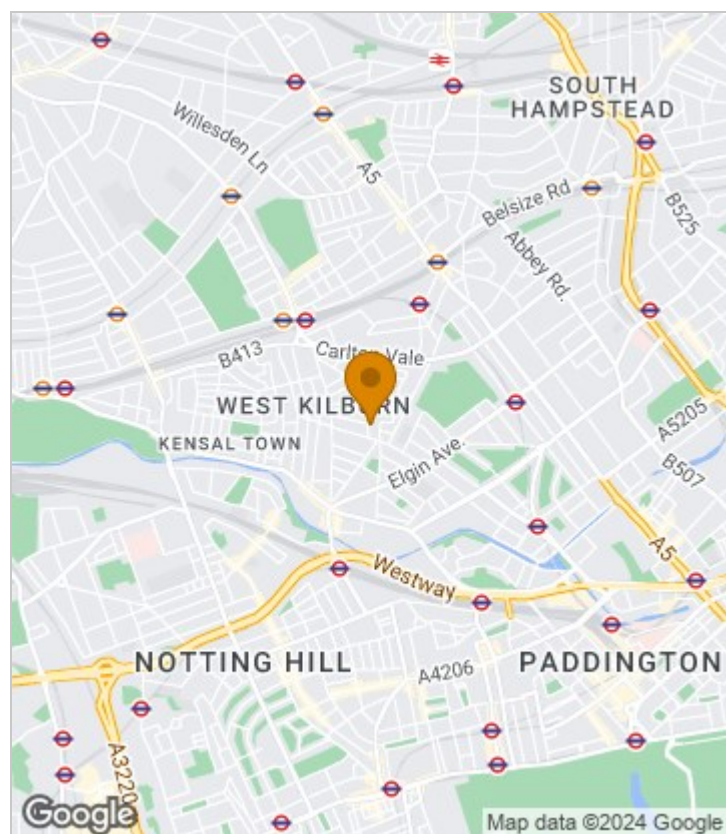 SOUTH
HAMPSTEAD
Willesden Ln
A5
Belsize Rd
B525
Abbey Rd.
B413
Carlton Vale
WEST KILBURN
A5205
KENSAL TOWN
Elgin Ave.
B507
A5
Westway
NOTTING HILL
A4206
PADDINGTON
A3220
Google
Map data ©2024 Google